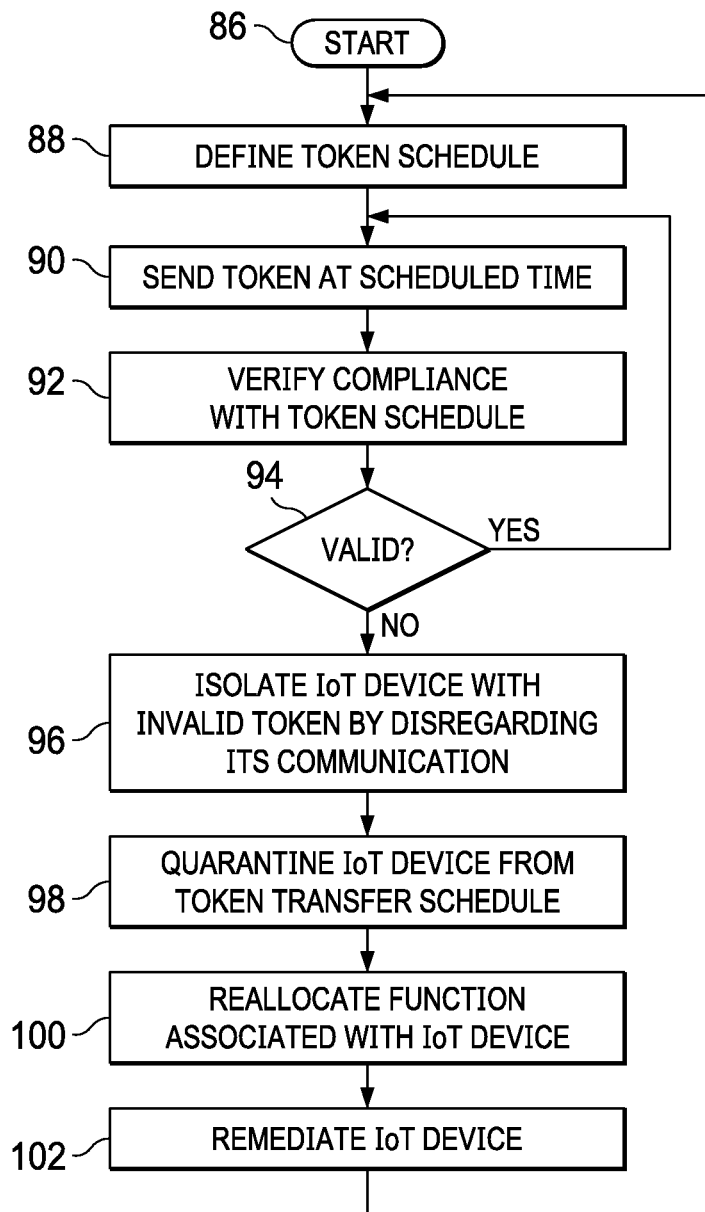 86
START
88
DEFINE TOKEN SCHEDULE
90
SEND TOKEN AT SCHEDULED TIME
92
VERIFY COMPLIANCE
WITH TOKEN SCHEDULE
94
VALID?
YES
NO
96
ISOLATE IoT DEVICE WITH
INVALID TOKEN BY DISREGARDING
ITS COMMUNICATION
98
QUARANTINE IoT DEVICE FROM
TOKEN TRANSFER SCHEDULE
100
REALLOCATE FUNCTION
ASSOCIATED WITH IoT DEVICE
102
REMEDIATE IoT DEVICE